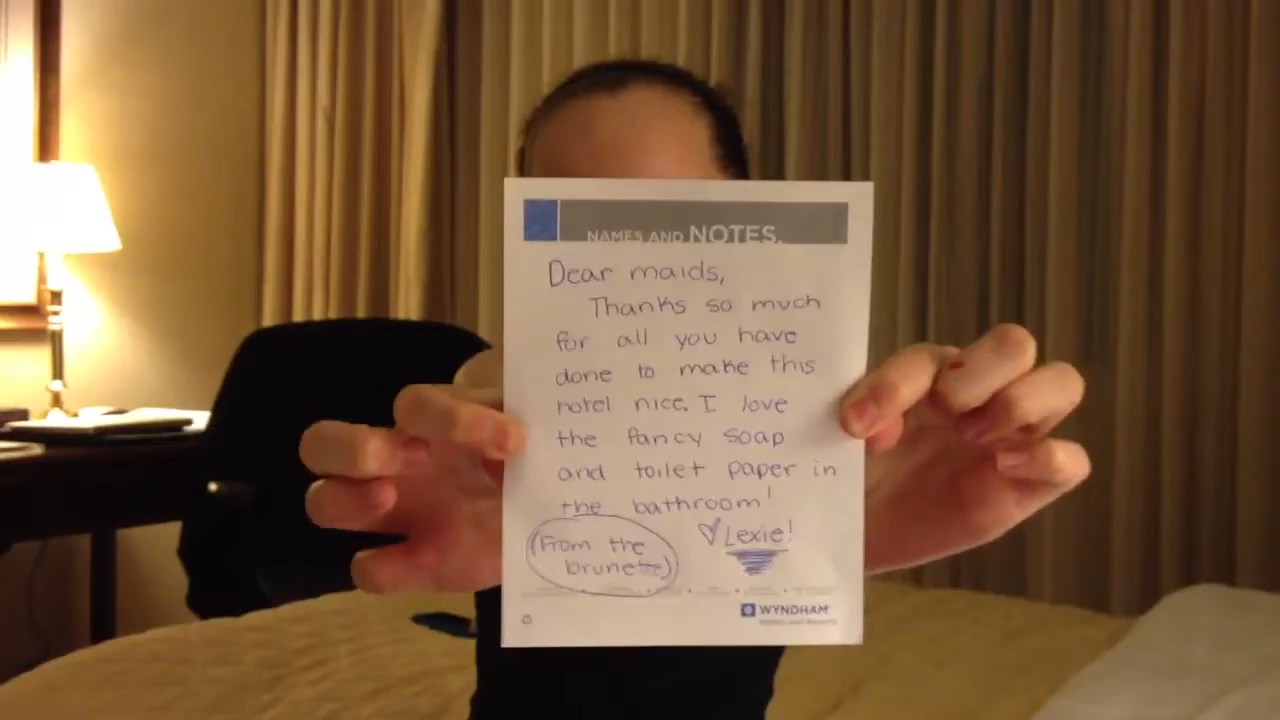 NAMES AND NOTES.
Dear maids,
Thanks so much
for all you have
done to make this
hotel nice. I love
the fancy soap
and toilet paper in
the bathroom!
♡ Lexie!
(From the
brunette)
WYNDHAM